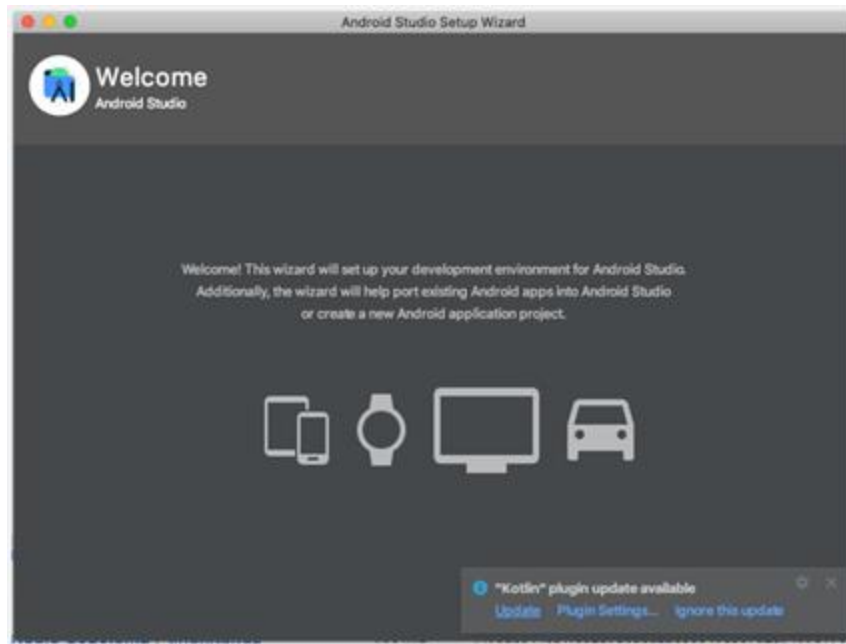 Android Studio Setup Wizard
Welcome
Android Studio
Welcome! This wizard will set up your development environment for Android Studio.
Additionally, the wizard will help port existing Android apps into Android Studio
or create a new Android application project.
"Kotlin" plugin update available
Update Plugin Settings... Ignore this update